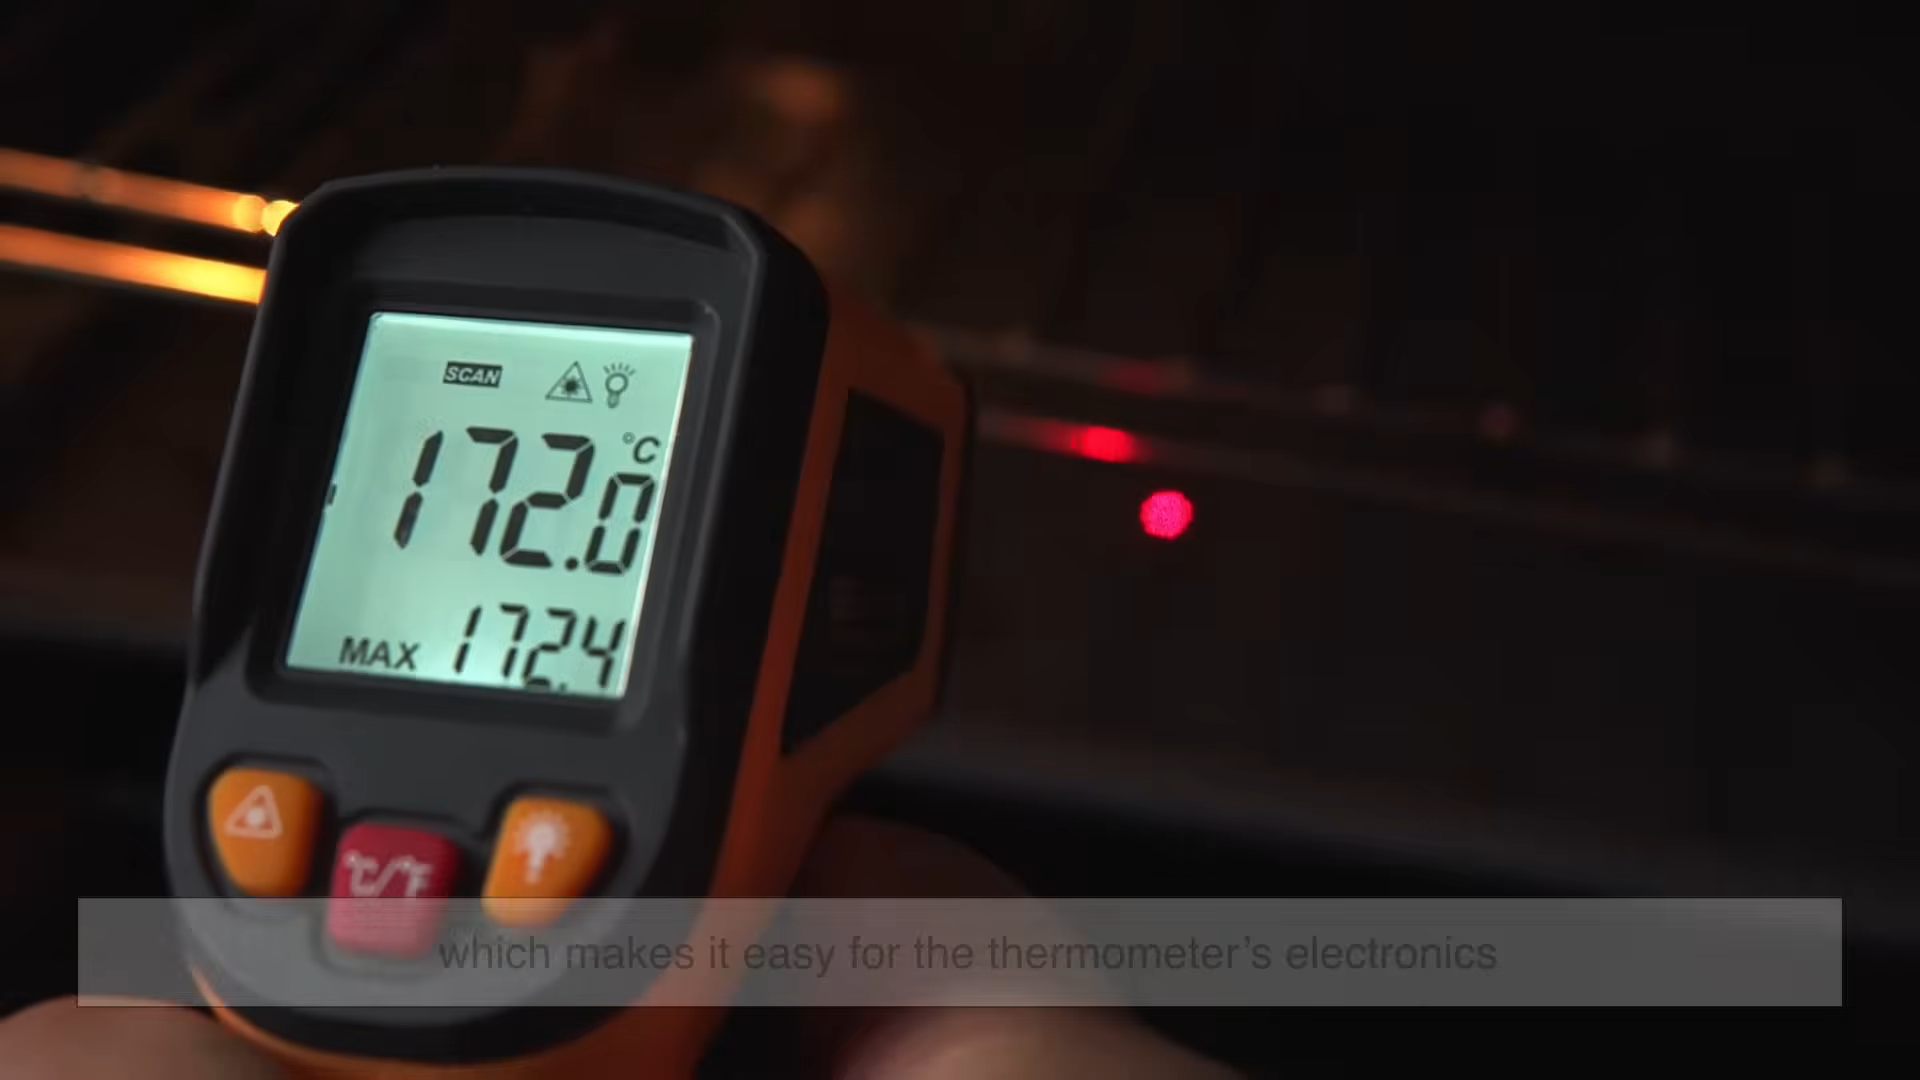 SCAN
°C
172.0
MAX 172.4
°C/°F
which makes it easy for the thermometer’s electronics